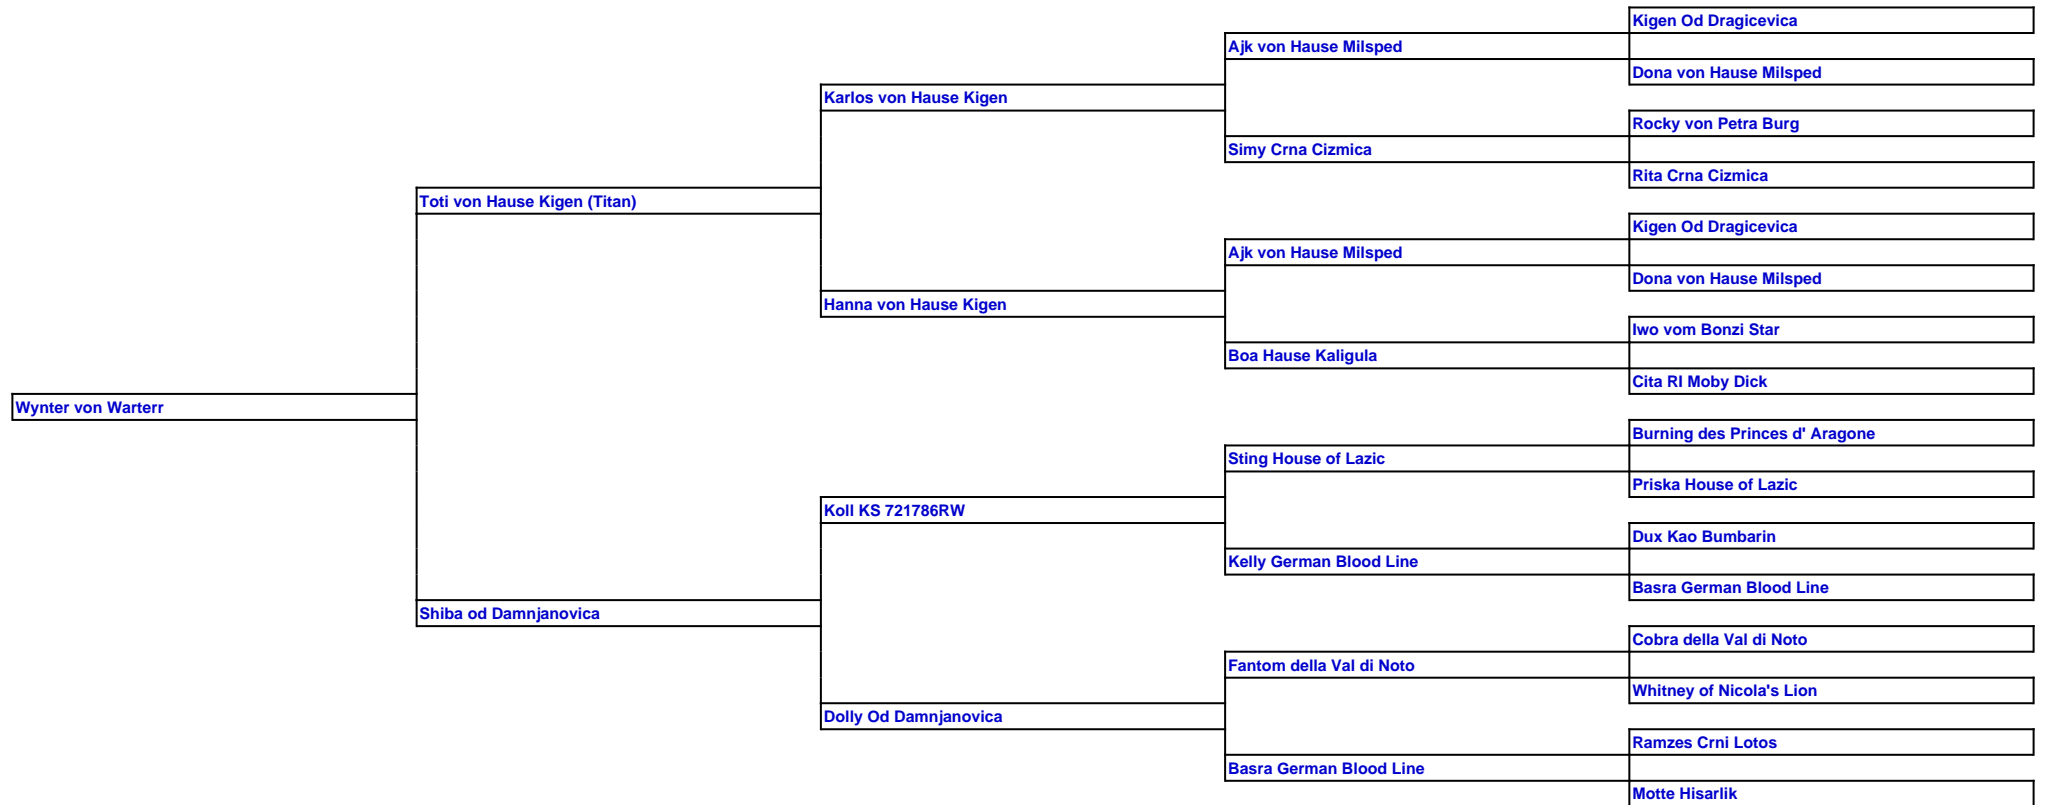 Kigen Od Dragicevica
Ajk von Hause Milsped
Dona von Hause Milsped
Karlos von Hause Kigen
Rocky von Petra Burg
Simy Crna Cizmica
Rita Crna Cizmica
Toti von Hause Kigen (Titan)
Kigen Od Dragicevica
Ajk von Hause Milsped
Dona von Hause Milsped
Hanna von Hause Kigen
Iwo vom Bonzi Star
Boa Hause Kaligula
Cita RI Moby Dick
Wynter von Warterr
Burning des Princes d' Aragone
Sting House of Lazic
Priska House of Lazic
Koll KS 721786RW
Dux Kao Bumbarin
Kelly German Blood Line
Basra German Blood Line
Shiba od Damnjanovica
Cobra della Val di Noto
Fantom della Val di Noto
Whitney of Nicola's Lion
Dolly Od Damnjanovica
Ramzes Crni Lotos
Basra German Blood Line
Motte Hisarlik